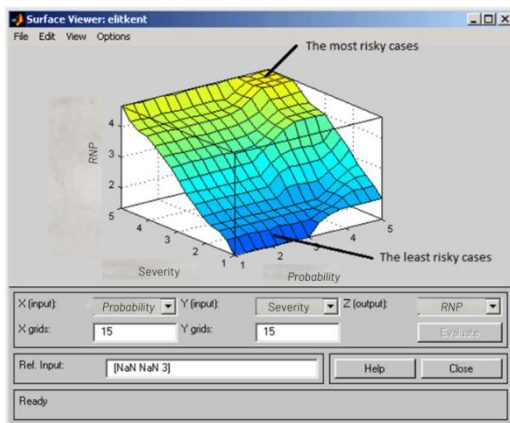 Surface Viewer: elitkent
File Edit View Options
The most risky cases
4
3
2
RNP
5
4
3
2
1
1
2
3
4
5
Severity
Probability
The least risky cases
X (input): Probability Y (input): Severity Z (output): RNP
X grids: 15 Y grids: 15 Evaluate
Ref. Input: [NaN NaN 3] Help Close
Ready